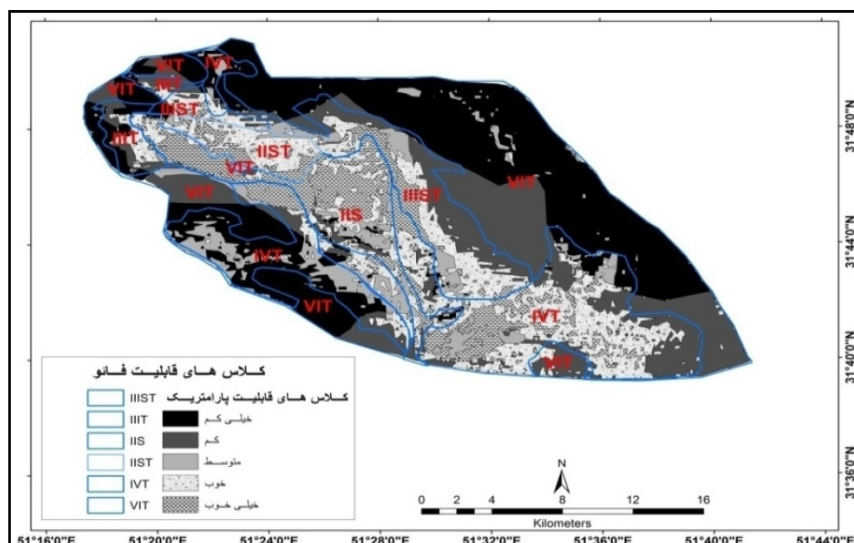 VIT
IVT
VIT
IIIST
IIIT
IIST
VIT
VIT
IIIST
VIT
IIS
IVT
VIT
IVT
VIT
31°48'0"N
31°44'0"N
31°40'0"N
31°36'0"N
کلاس های قابلیت فائو
IIIST کلاس های قابلیت پارامتریک
IIIT خیلی کم
IIS کم
IIST متوسط
IVT خوب
VIT خیلی خوب
N
0 2 4 8 12 16
Kilometers
51°16'0"E 51°20'0"E 51°24'0"E 51°28'0"E 51°32'0"E 51°36'0"E 51°40'0"E 51°44'0"E